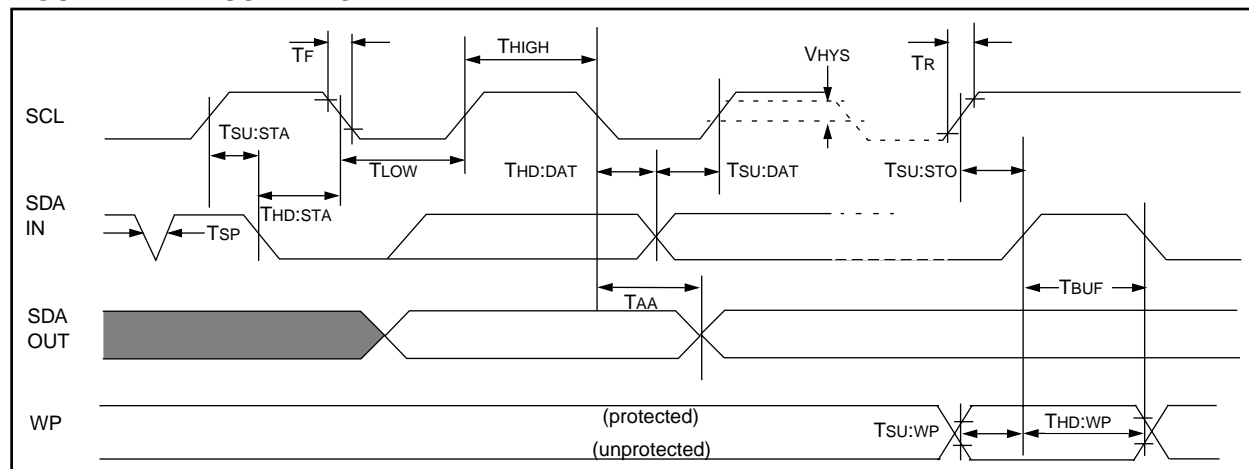 TF
THIGH
VHYS
TR
SCL
TSU:STA
TLOW
THD:DAT
TSU:DAT
TSU:STO
SDA
IN
TSP
THD:STA
TAA
TBUF
SDA
OUT
WP
(protected)
(unprotected)
TSU:WP
THD:WP